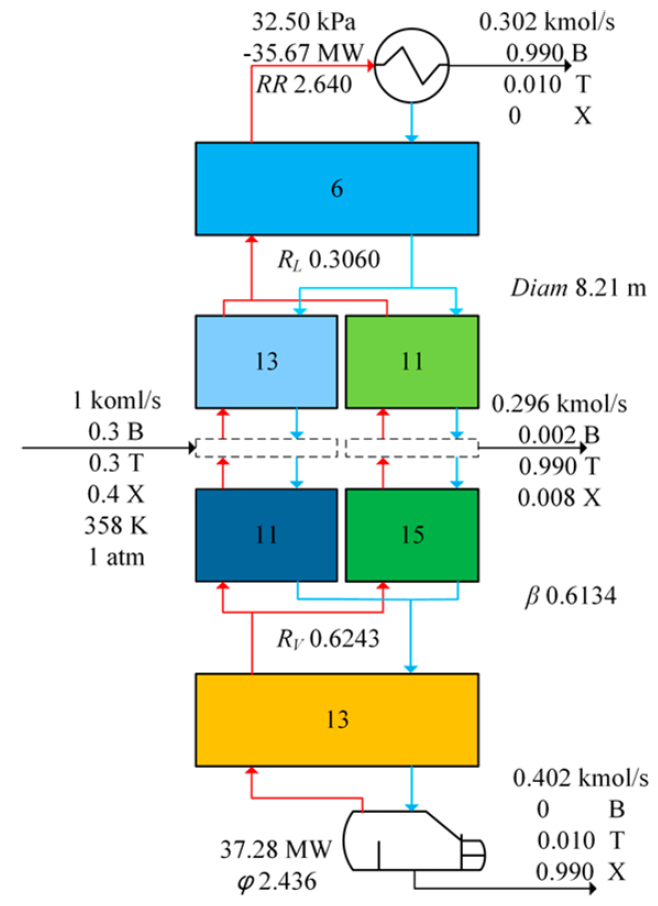 32.50 kPa
-35.67 MW
RR 2.640
0.302 kmol/s
0.990 B
0.010 T
0 X
6
R_L 0.3060
Diam 8.21 m
13
11
1 koml/s
0.3 B
0.3 T
0.4 X
358 K
1 atm
0.296 kmol/s
0.002 B
0.990 T
0.008 X
11
15
β 0.6134
R_V 0.6243
13
37.28 MW
φ 2.436
0.402 kmol/s
0 B
0.010 T
0.990 X